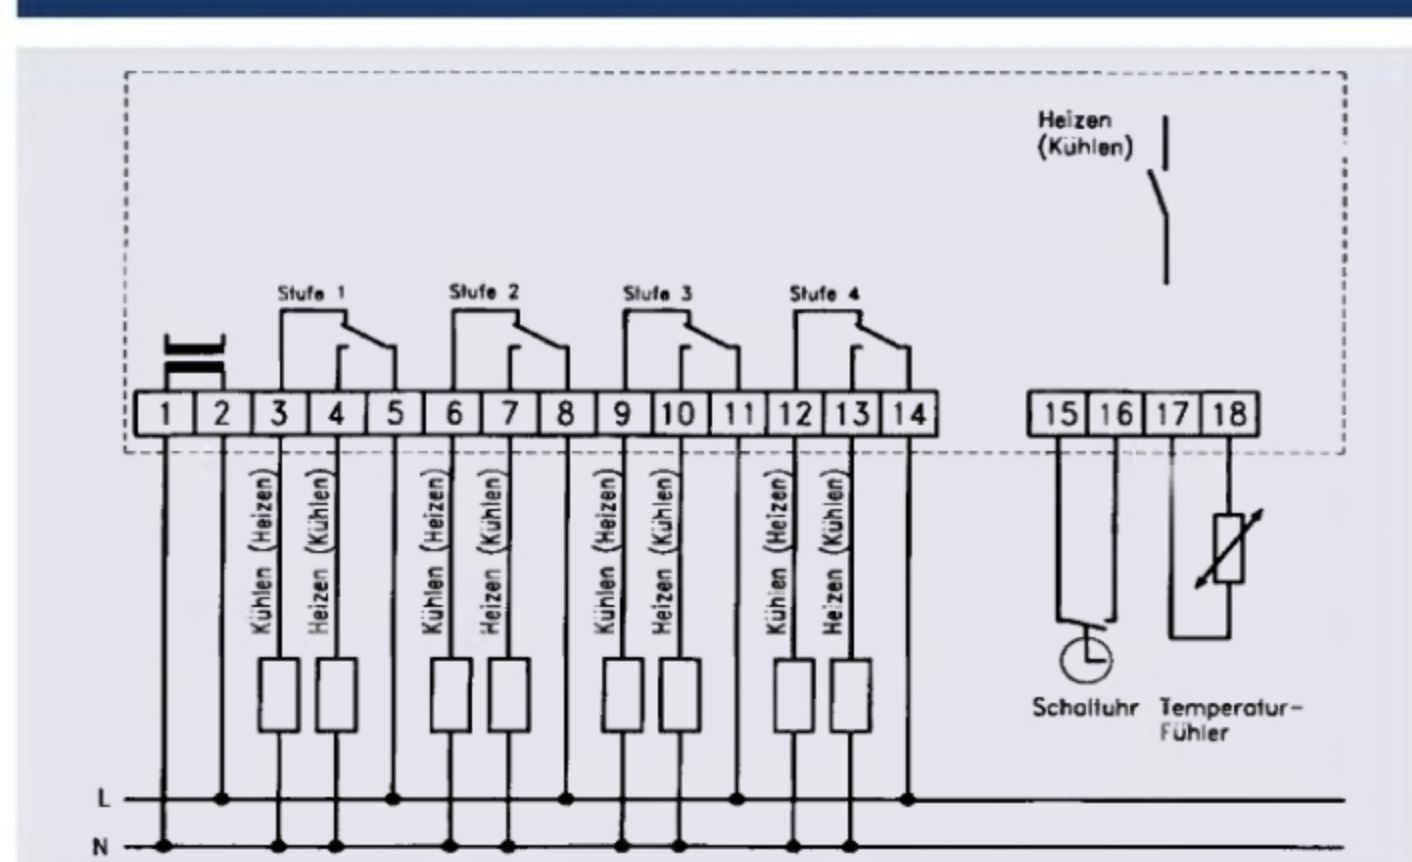 Heizen
(Kühlen)
Stufe 1
Stufe 2
Stufe 3
Stufe 4
1 2 3 4 5 6 7 8 9 10 11 12 13 14
15 16 17 18
Kühlen (Heizen)
Heizen (Kühlen)
Kühlen (Heizen)
Heizen (Kühlen)
Kühlen (Heizen)
Heizen (Kühlen)
Kühlen (Heizen)
Heizen (Kühlen)
Schaltuhr
Temperatur-
Fühler
L
N